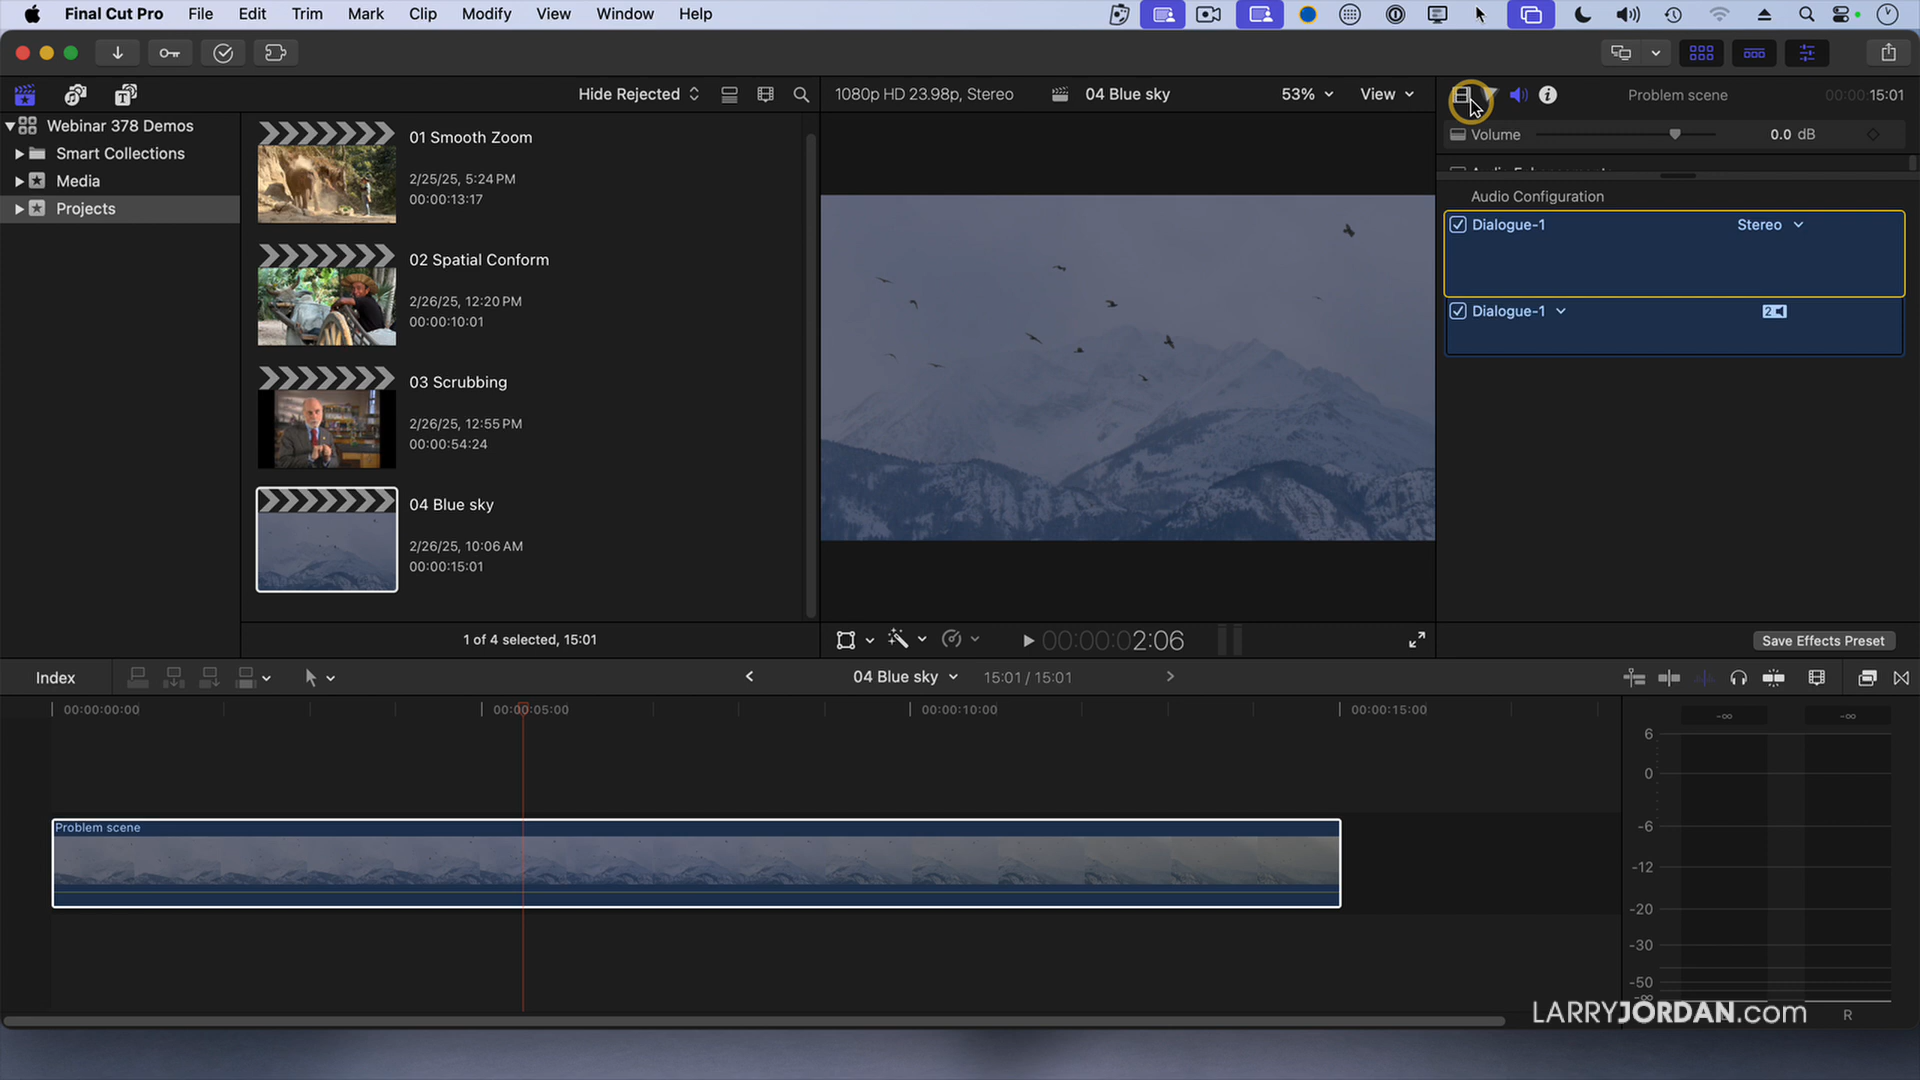 Final Cut Pro File Edit Trim Mark Clip Modify View Window Help
Hide Rejected
1080p HD 23.98p, Stereo
04 Blue sky
53%
View
Problem scene
00:00:15:01
Webinar 378 Demos
Smart Collections
Media
Projects
01 Smooth Zoom
2/25/25, 5:24 PM
00:00:13:17
02 Spatial Conform
2/26/25, 12:20 PM
00:00:10:01
03 Scrubbing
2/26/25, 12:55 PM
00:00:54:24
04 Blue sky
2/26/25, 10:06 AM
00:00:15:01
1 of 4 selected, 15:01
00:00:02:06
Volume
0.0 dB
Audio Configuration
Dialogue-1
Stereo
Dialogue-1
2
Save Effects Preset
Index
04 Blue sky
15:01 / 15:01
00:00:00:00
00:00:05:00
00:00:10:00
00:00:15:00
Problem scene
-∞ -∞
6
0
-6
-12
-20
-30
-50
-∞
R
LARRYJORDAN.com